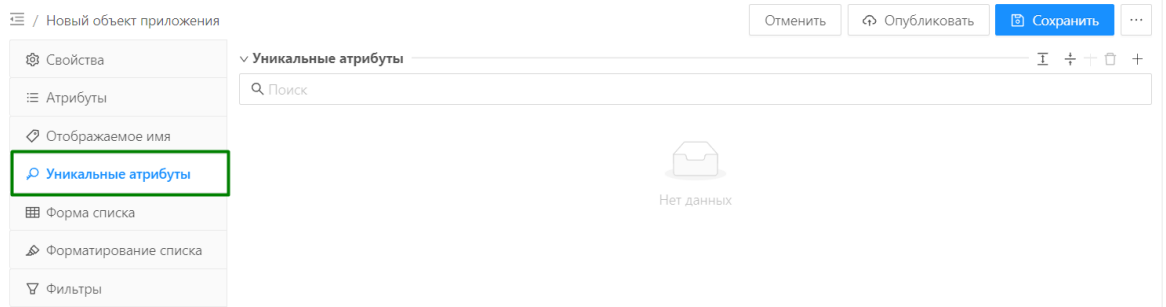 / Новый объект приложения
Отменить
Опубликовать
Сохранить
Свойства
Атрибуты
Отображаемое имя
Уникальные атрибуты
Форма списка
Форматирование списка
Фильтры
Уникальные атрибуты
Поиск
Нет данных